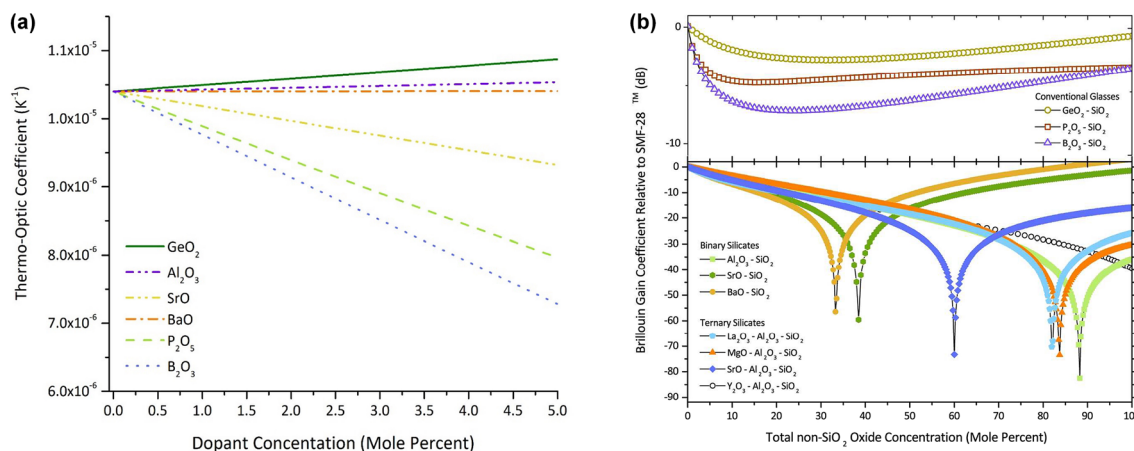 (a)
Thermo-Optic Coefficient (K⁻¹)
1.1x10⁻⁵
1.0x10⁻⁵
9.0x10⁻⁶
8.0x10⁻⁶
7.0x10⁻⁶
6.0x10⁻⁶
GeO₂
Al₂O₃
SrO
BaO
P₂O₅
B₂O₃
0.0 0.5 1.0 1.5 2.0 2.5 3.0 3.5 4.0 4.5 5.0
Dopant Concentation (Mole Percent)
(b)
Brillouin Gain Coefficient Relative to SMF-28 ™ (dB)
0
-10
Conventional Glasses
GeO₂ - SiO₂
P₂O₅ - SiO₂
B₂O₃ - SiO₂
0
-10
-20
-30
-40
-50
-60
-70
-80
-90
Binary Silicates
Al₂O₃ - SiO₂
SrO - SiO₂
BaO - SiO₂
Ternary Silicates
La₂O₃ - Al₂O₃ - SiO₂
MgO - Al₂O₃ - SiO₂
SrO - Al₂O₃ - SiO₂
Y₂O₃ - Al₂O₃ - SiO₂
0 10 20 30 40 50 60 70 80 90 100
Total non-SiO₂ Oxide Concentration (Mole Percent)